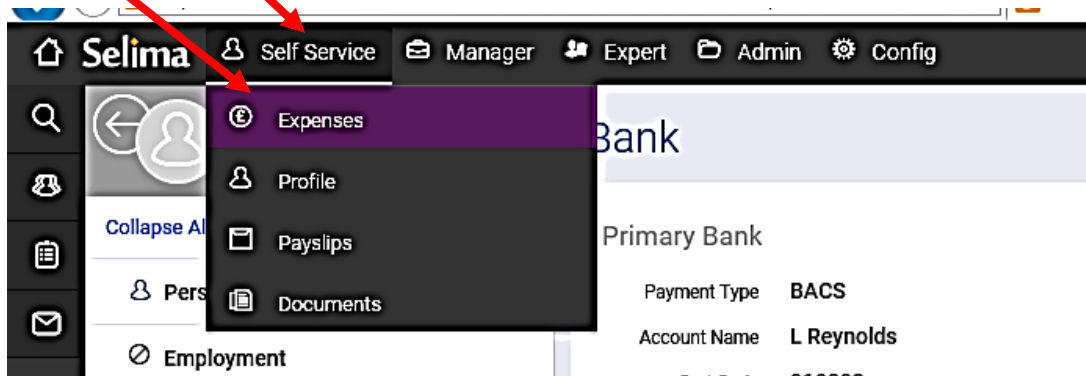 Selima Self Service Manager Expert Admin Config
Expenses
Bank
Profile
Collapse Al
Payslips
Primary Bank
Pers
Documents
Payment Type BACS
Account Name L Reynolds
Employment